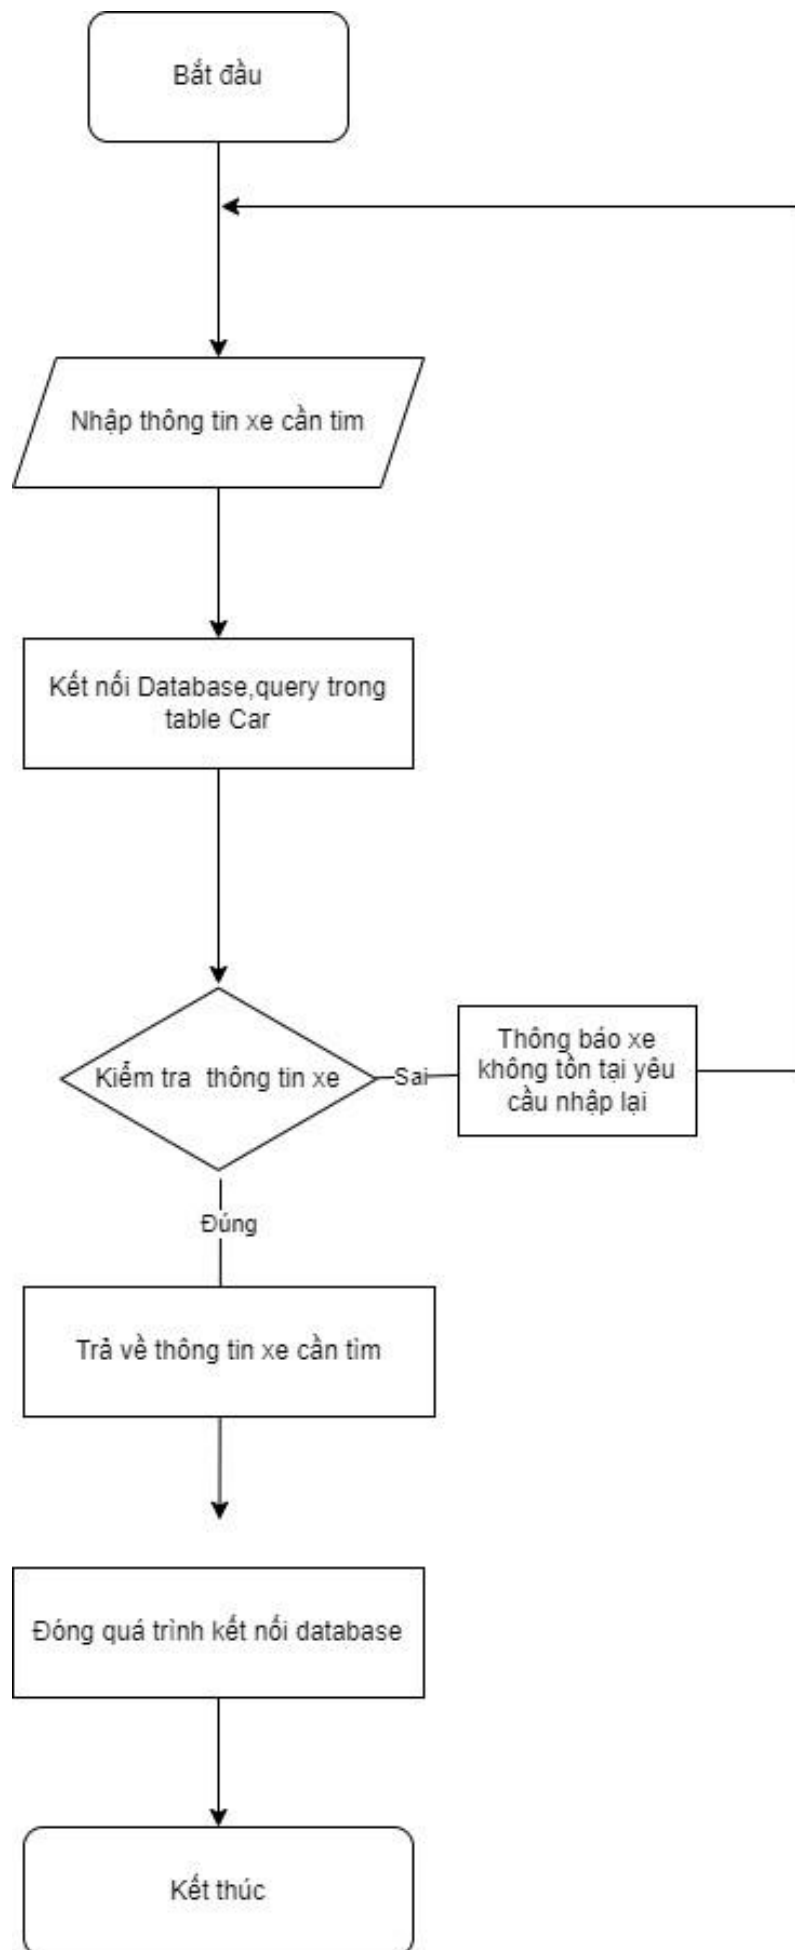 Bắt đầu
Nhập thông tin xe cần tìm
Kết nối Database,query trong
table Car
Kiểm tra thông tin xe
Sai
Thông báo xe
không tồn tại yêu
cầu nhập lại
Đúng
Trả về thông tin xe cần tìm
Đóng quá trình kết nối database
Kết thúc